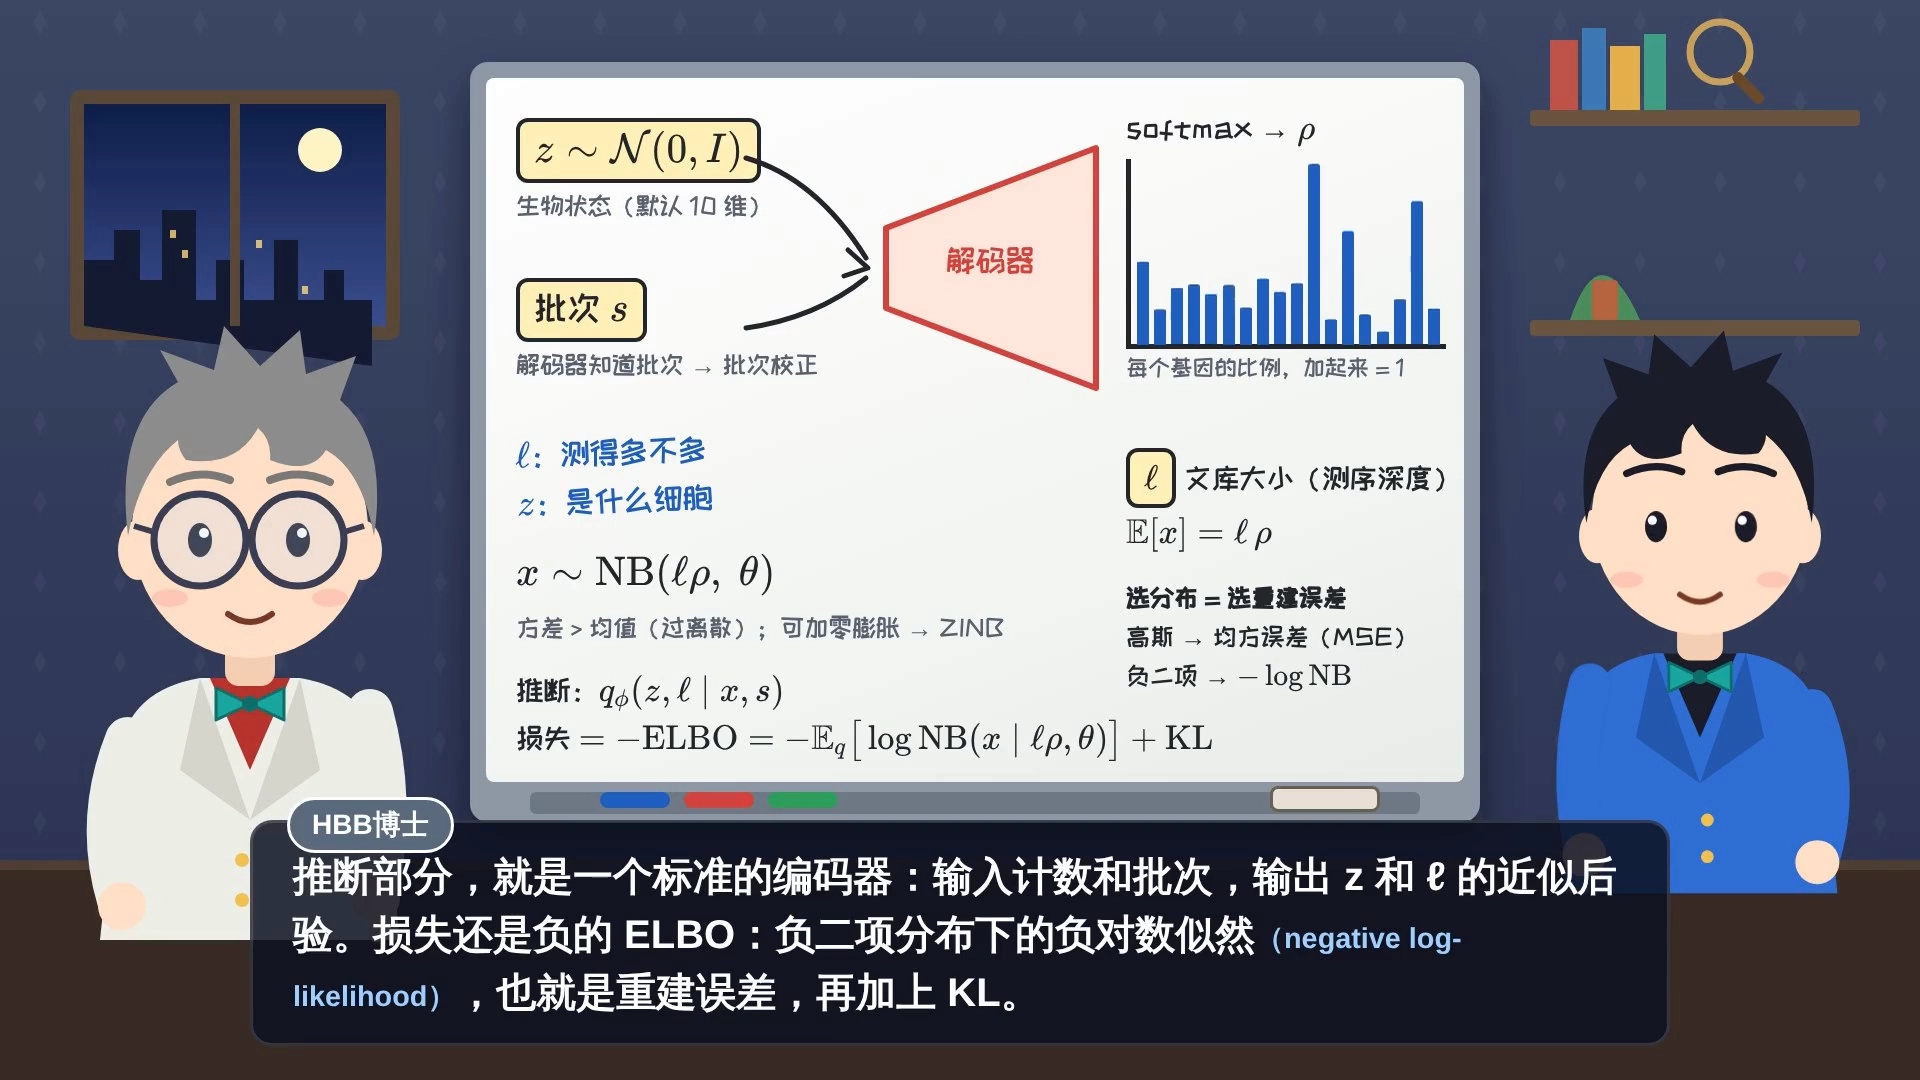 z ∼ 𝒩(0, I)
生物状态（默认 10 维）
批次 s
解码器知道批次 → 批次校正
解码器
softmax → ρ
每个基因的比例，加起来 = 1
ℓ：测得多不多
z：是什么细胞
x ∼ NB(ℓρ, θ)
方差 > 均值（过离散）；可加零膨胀 → ZINB
ℓ 文库大小（测序深度）
𝔼[x] = ℓ ρ
选分布 = 选重建误差
高斯 → 均方误差（MSE）
负二项 → − log NB
推断：qϕ(z, ℓ | x, s)
损失 = −ELBO = −𝔼q[ log NB(x | ℓρ, θ)] + KL
HBB博士
推断部分，就是一个标准的编码器：输入计数和批次，输出 z 和 ℓ 的近似后
验。损失还是负的 ELBO：负二项分布下的负对数似然（negative log-
likelihood），也就是重建误差，再加上 KL。